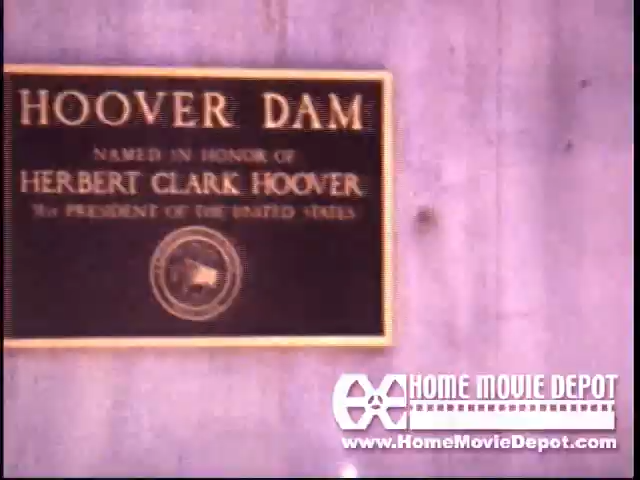 HOOVER DAM
NAMED IN HONOR OF
HERBERT CLARK HOOVER
31st PRESIDENT OF THE UNITED STATES
HOME MOVIE DEPOT
www.HomeMovieDepot.com